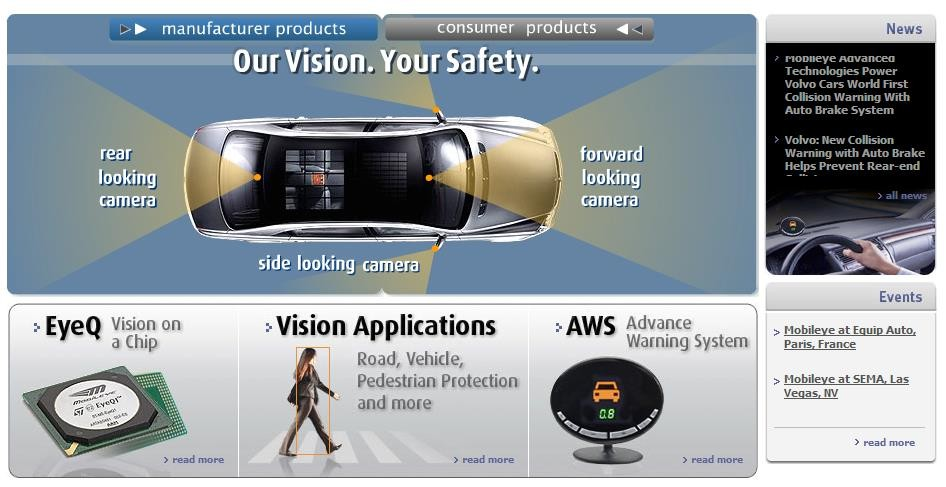 manufacturer products
consumer products
Our Vision. Your Safety.
rear
looking
camera
forward
looking
camera
side looking camera
EyeQ
Vision on
a Chip
MOBILEYE
EyeQ1
read more
Vision Applications
Road, Vehicle,
Pedestrian Protection
and more
read more
AWS
Advance
Warning System
0.8
read more
News
Mobileye Advanced
Technologies Power
Volvo Cars World First
Collision Warning With
Auto Brake System
Volvo: New Collision
Warning with Auto Brake
Helps Prevent Rear-end
all news
Events
Mobileye at Equip Auto,
Paris, France
Mobileye at SEMA, Las
Vegas, NV
read more